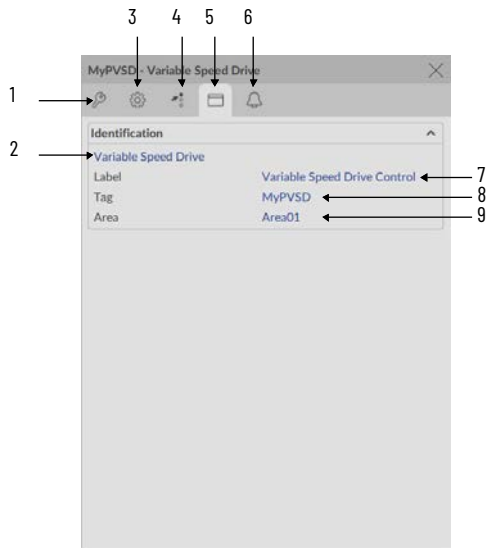 3 4 5 6
MyPVSD - Variable Speed Drive
1
Identification
2
Variable Speed Drive
Label Variable Speed Drive Control 7
Tag MyPVSD 8
Area Area01 9